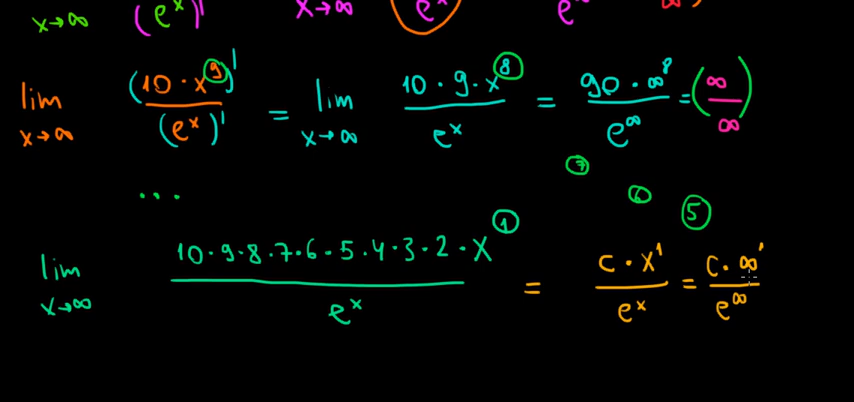 x→∞ (e^x)' x→∞ e^x e^x ∞
lim x→∞ (10 · x^9)' / (e^x)' = lim x→∞ 10 · 9 · x^8 / e^x = 90 · ∞^8 / e^∞ = (∞ / ∞)
7 6 5
...
lim x→∞ 10·9·8·7·6·5·4·3·2·x^1 / e^x = c · x^1 / e^x = c · ∞^1 / e^∞